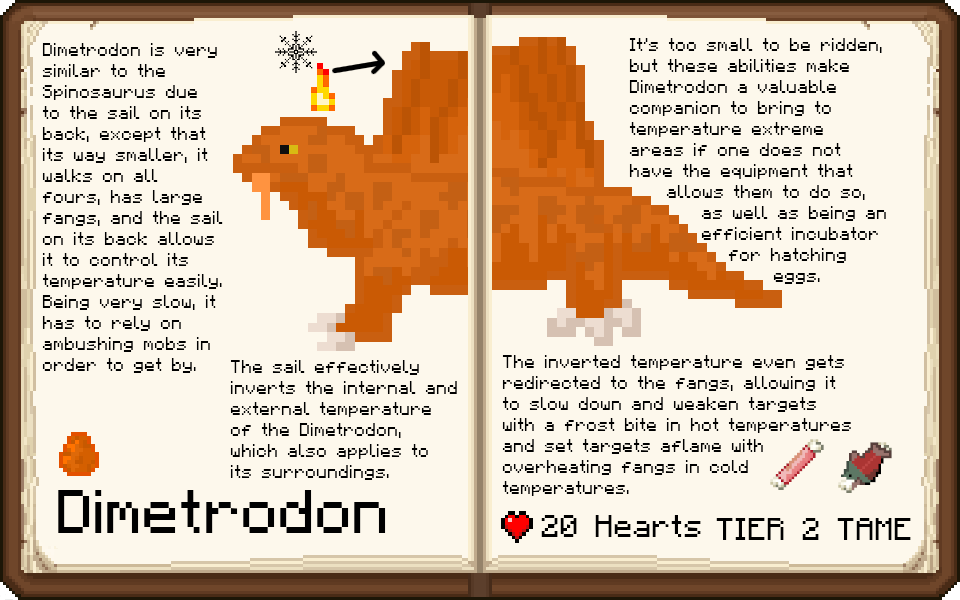 Dimetrodon is very
similar to the
Spinosaurus due
to the sail on its
back, except that
its way smaller, it
walks on all
fours, has large
fangs, and the sail
on its back allows
it to control its
temperature easily.
Being very slow, it
has to rely on
ambushing mobs in
order to get by.
The sail effectively
inverts the internal and
external temperature
of the Dimetrodon,
which also applies to
its surroundings.
Dimetrodon
It's too small to be ridden,
but these abilities make
Dimetrodon a valuable
companion to bring to
temperature extreme
areas if one does not
have the equipment that
allows them to do so,
as well as being an
efficient incubator
for hatching
eggs.
The inverted temperature even gets
redirected to the fangs, allowing it
to slow down and weaken targets
with a frost bite in hot temperatures
and set targets aflame with
overheating fangs in cold
temperatures.
20 Hearts TIER 2 TAME